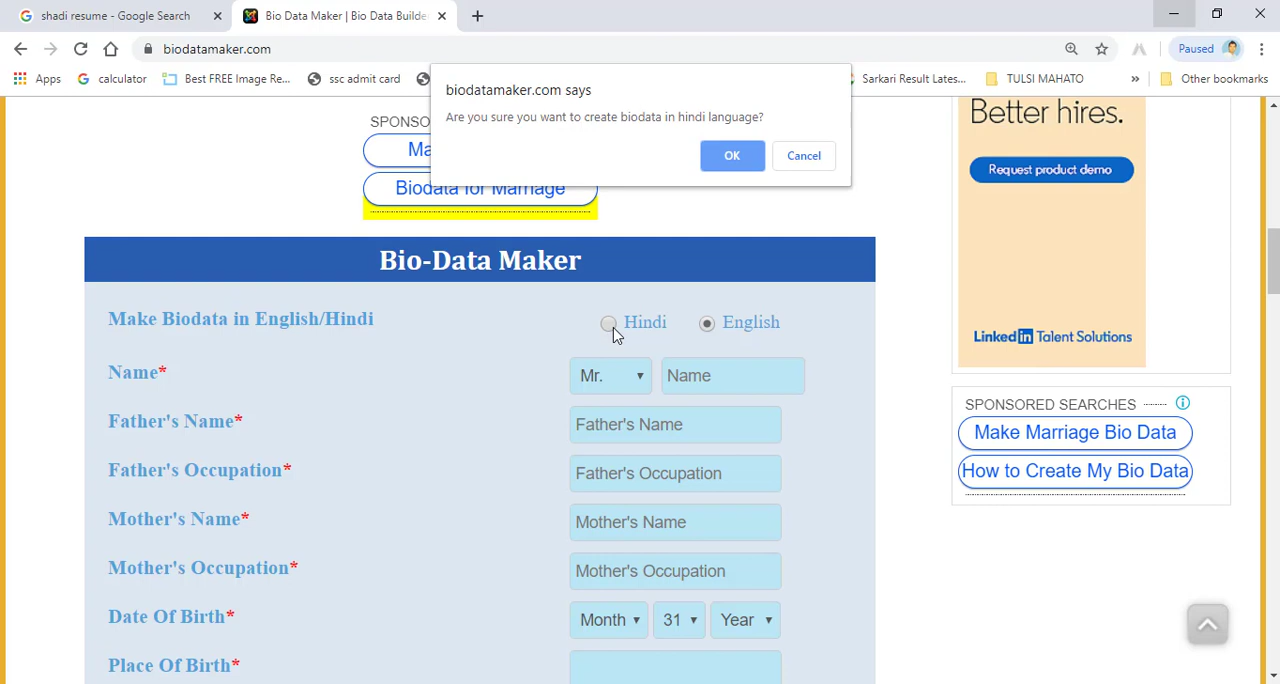 shadi resume - Google Search
Bio Data Maker | Bio Data Builde
biodatamaker.com
Paused
Apps
calculator
Best FREE Image Re...
ssc admit card
Sarkari Result Lates...
TULSI MAHATO
»
Other bookmarks
biodatamaker.com says
Are you sure you want to create biodata in hindi language?
OK
Cancel
SPONSO
Ma
Biodata for Marriage
Better hires.
Request product demo
Linked in Talent Solutions
SPONSORED SEARCHES
Make Marriage Bio Data
How to Create My Bio Data
Bio-Data Maker
Make Biodata in English/Hindi
Hindi
English
Name*
Mr.
Name
Father's Name*
Father's Name
Father's Occupation*
Father's Occupation
Mother's Name*
Mother's Name
Mother's Occupation*
Mother's Occupation
Date Of Birth*
Month
31
Year
Place Of Birth*